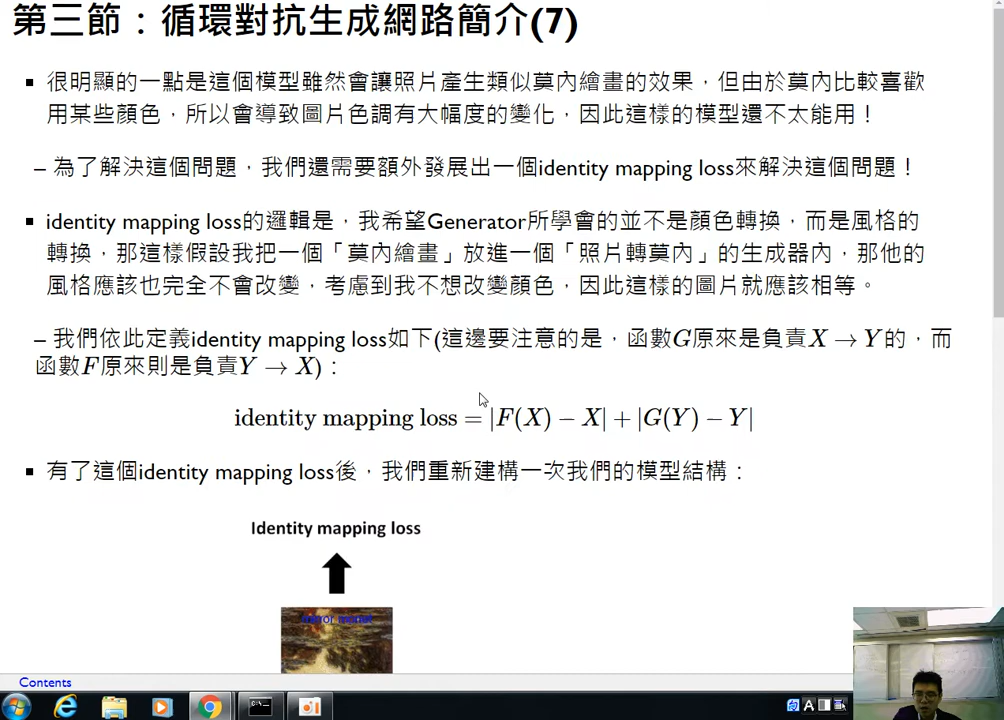 第三節：循環對抗生成網路簡介(7)
▪ 很明顯的一點是這個模型雖然會讓照片產生類似莫內繪畫的效果，但由於莫內比較喜歡
用某些顏色，所以會導致圖片色調有大幅度的變化，因此這樣的模型還不太能用！
– 為了解決這個問題，我們還需要額外發展出一個identity mapping loss來解決這個問題！
▪ identity mapping loss的邏輯是，我希望Generator所學會的並不是顏色轉換，而是風格的
轉換，那這樣假設我把一個「莫內繪畫」放進一個「照片轉莫內」的生成器內，那他的
風格應該也完全不會改變，考慮到我不想改變顏色，因此這樣的圖片就應該相等。
– 我們依此定義identity mapping loss如下(這邊要注意的是，函數G原來是負責X → Y的，而
函數F原來則是負責Y → X)：
identity mapping loss = |F(X) − X| + |G(Y) − Y|
▪ 有了這個identity mapping loss後，我們重新建構一次我們的模型結構：
Identity mapping loss
mirror monet
Contents
A